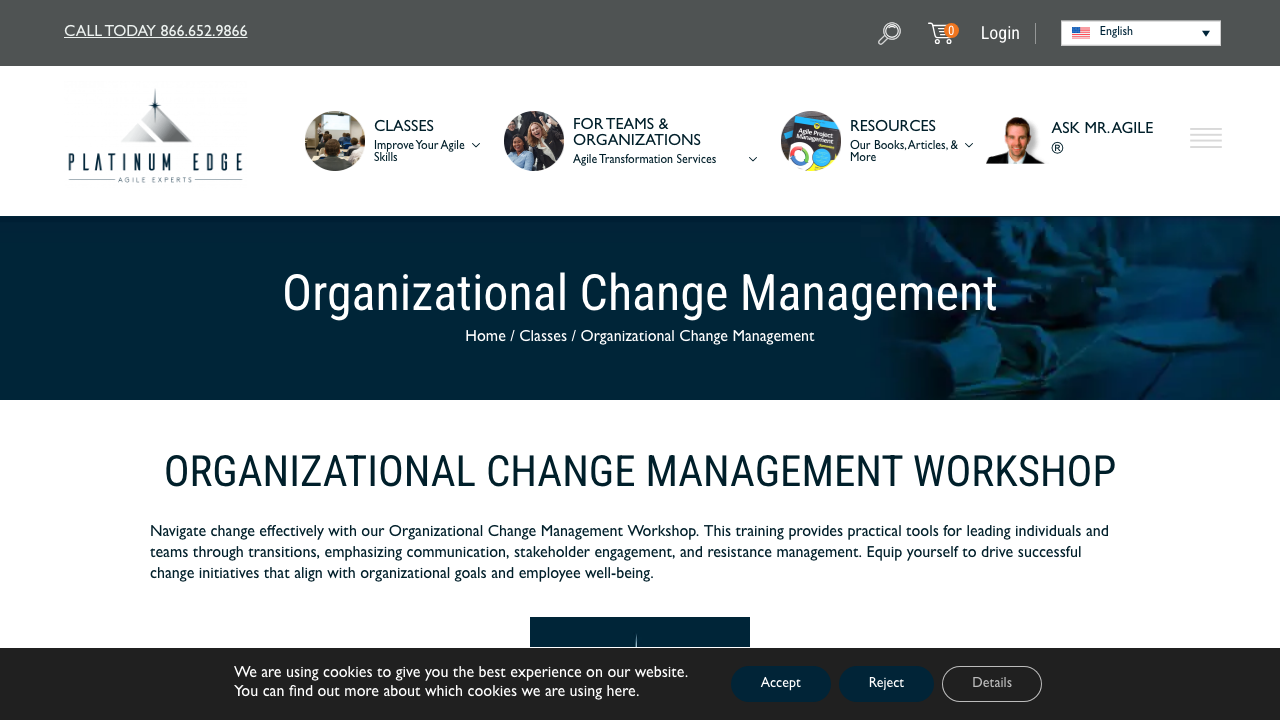 CALL TODAY 866.652.9866
0
Login
English
PLATINUM EDGE
AGILE EXPERTS
CLASSES
Improve Your Agile
Skills
FOR TEAMS &
ORGANIZATIONS
Agile Transformation Services
Agile Project
Management
RESOURCES
Our Books, Articles, &
More
ASK MR. AGILE
®
Organizational Change Management
Home / Classes / Organizational Change Management
ORGANIZATIONAL CHANGE MANAGEMENT WORKSHOP
Navigate change effectively with our Organizational Change Management Workshop. This training provides practical tools for leading individuals and
teams through transitions, emphasizing communication, stakeholder engagement, and resistance management. Equip yourself to drive successful
change initiatives that align with organizational goals and employee well-being.
We are using cookies to give you the best experience on our website.
You can find out more about which cookies we are using here.
Accept
Reject
Details